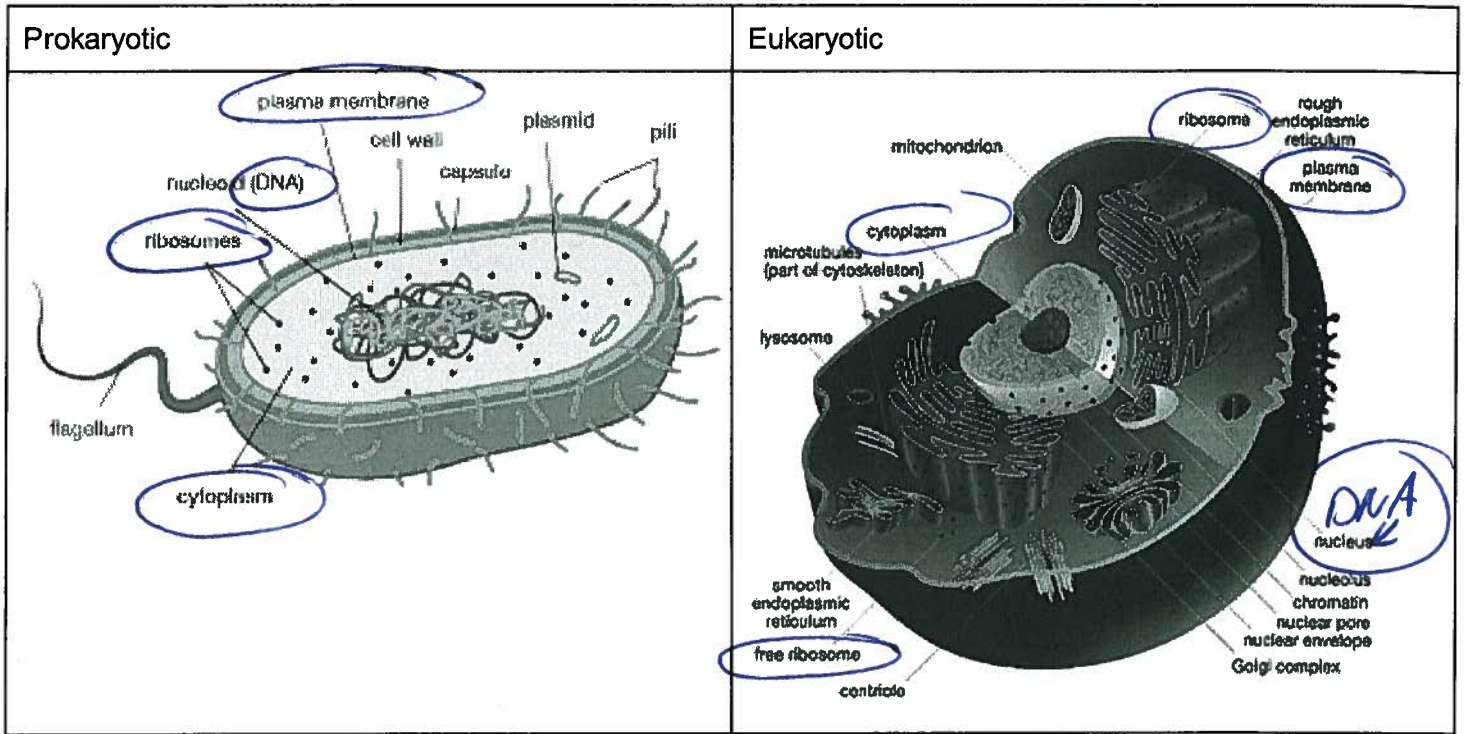 Prokaryotic
plasma membrane
cell wall
plasmid
pili
capsule
nucleoid (DNA)
ribosomes
flagellum
cytoplasm
Eukaryotic
ribosome
rough
endoplasmic
reticulum
mitochondrion
plasma
membrane
cytoplasm
microtubules
(part of cytoskeleton)
lysosome
DNA
nucleus
nucleolus
chromatin
nuclear pore
nuclear envelope
Golgi complex
smooth
endoplasmic
reticulum
free ribosome
centriole